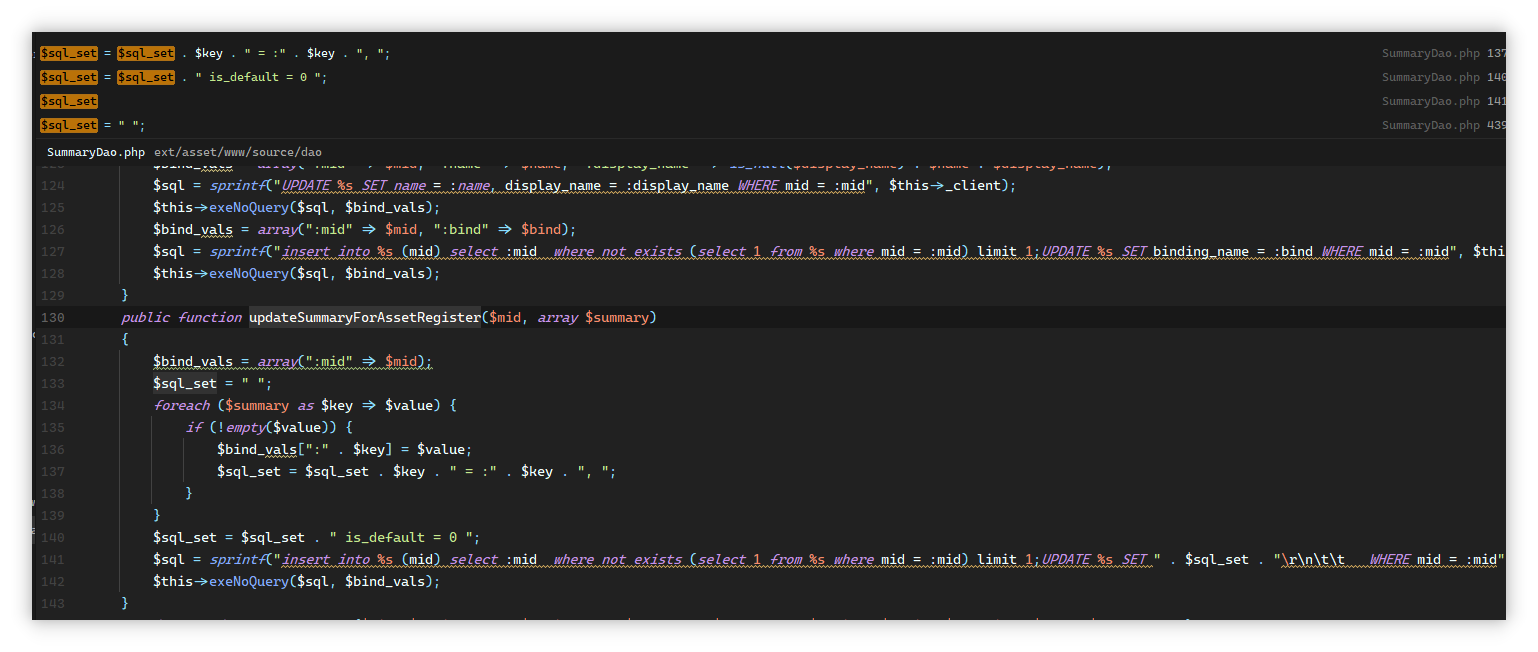 $sql_set = $sql_set . $key . " = :" . $key . ", "; SummaryDao.php 137
$sql_set = $sql_set . " is_default = 0 "; SummaryDao.php 140
$sql_set SummaryDao.php 141
$sql_set = " "; SummaryDao.php 439
SummaryDao.php ext/asset/www/source/dao
124 $sql = sprintf("UPDATE %s SET name = :name, display_name = :display_name WHERE mid = :mid", $this->_client);
125 $this->exeNoQuery($sql, $bind_vals);
126 $bind_vals = array(":mid" => $mid, ":bind" => $bind);
127 $sql = sprintf("insert into %s (mid) select :mid  where not exists (select 1 from %s where mid = :mid) limit 1;UPDATE %s SET binding_name = :bind WHERE mid = :mid", $thi
128 $this->exeNoQuery($sql, $bind_vals);
129 }
130 public function updateSummaryForAssetRegister($mid, array $summary)
131 {
132 $bind_vals = array(":mid" => $mid);
133 $sql_set = " ";
134 foreach ($summary as $key => $value) {
135 if (!empty($value)) {
136 $bind_vals[":" . $key] = $value;
137 $sql_set = $sql_set . $key . " = :" . $key . ", ";
138 }
139 }
140 $sql_set = $sql_set . " is_default = 0 ";
141 $sql = sprintf("insert into %s (mid) select :mid  where not exists (select 1 from %s where mid = :mid) limit 1;UPDATE %s SET " . $sql_set . "\r\n\t\t   WHERE mid = :mid"
142 $this->exeNoQuery($sql, $bind_vals);
143 }